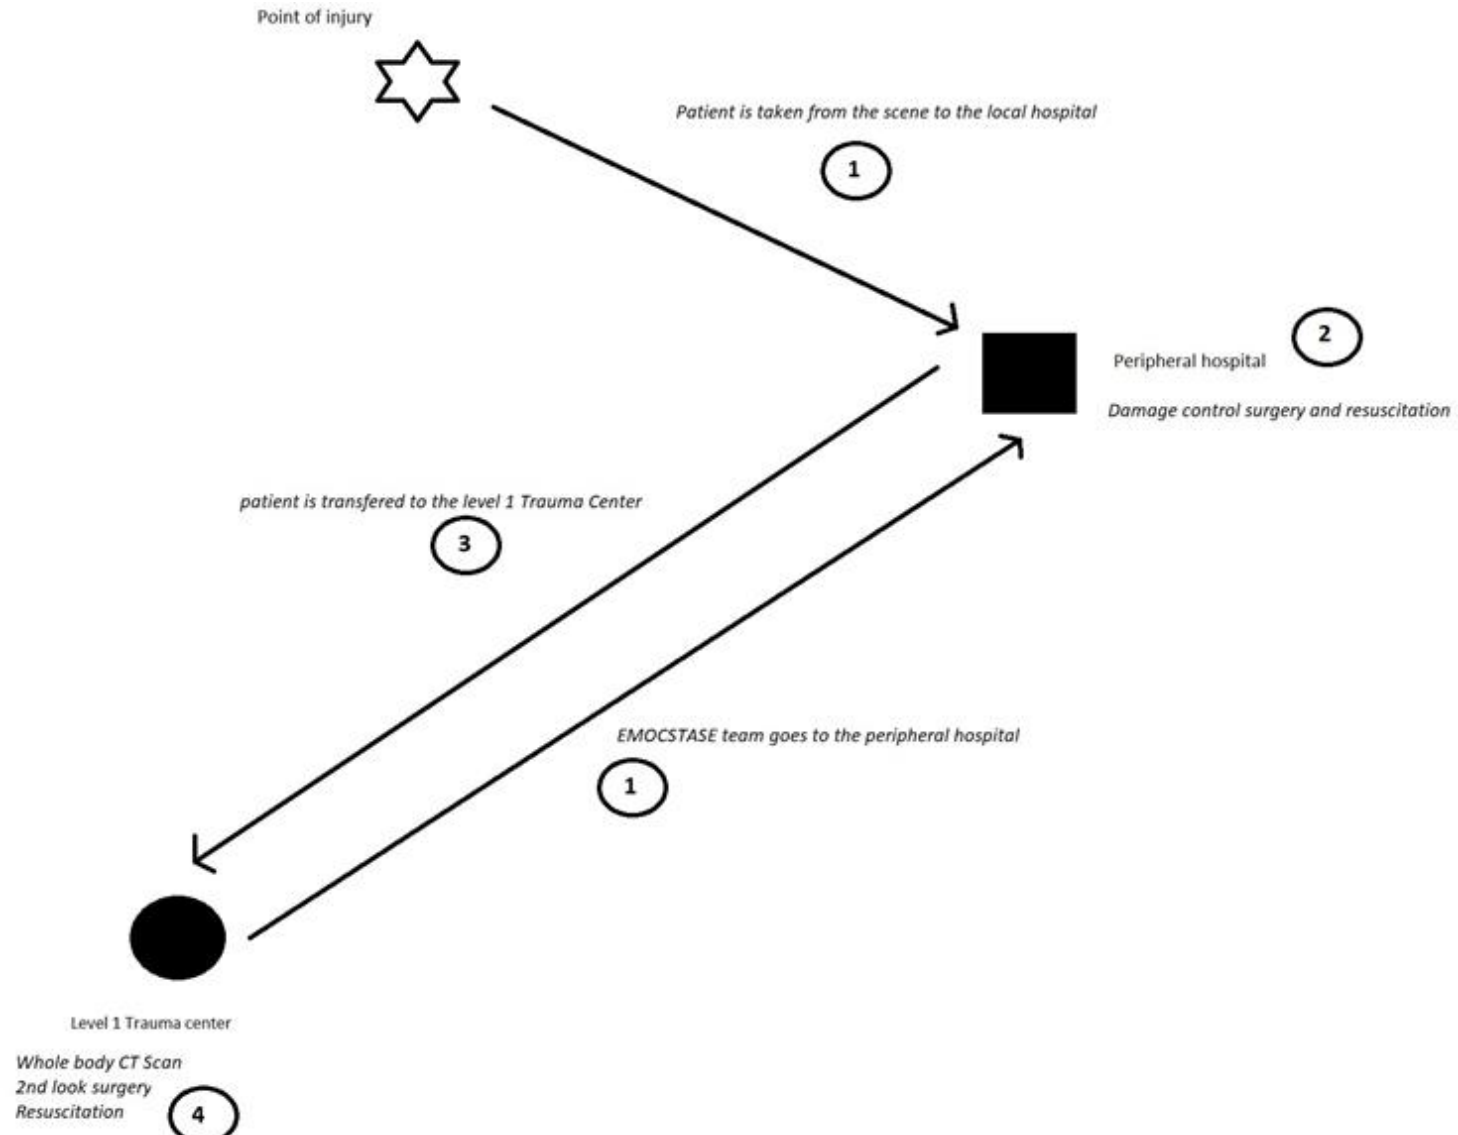 Point of injury
Patient is taken from the scene to the local hospital
1
2
Peripheral hospital
Damage control surgery and resuscitation
patient is transfered to the level 1 Trauma Center
3
EMOCSTASE team goes to the peripheral hospital
1
Level 1 Trauma center
Whole body CT Scan
2nd look surgery
Resuscitation
4